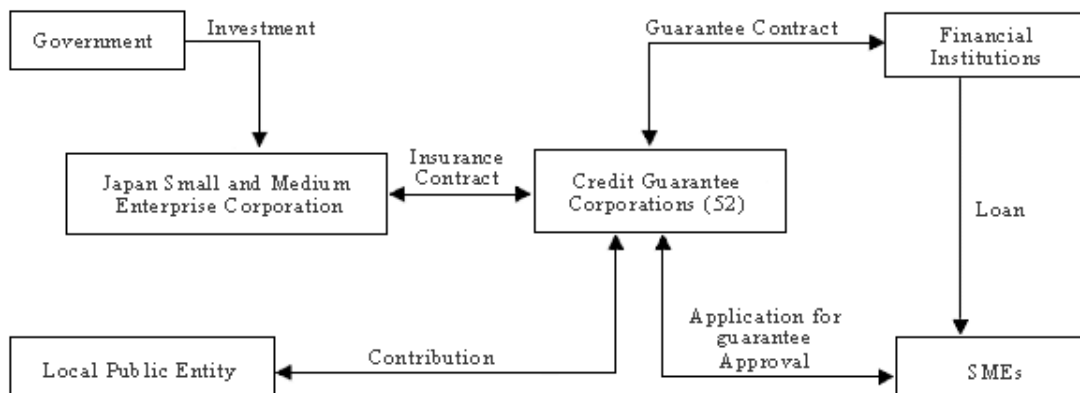 Government
Investment
Guarantee Contract
Financial
Institutions
Japan Small and Medium
Enterprise Corporation
Insurance
Contract
Credit Guarantee
Corporations (52)
Loan
Local Public Entity
Contribution
Application for
guarantee
Approval
SMEs